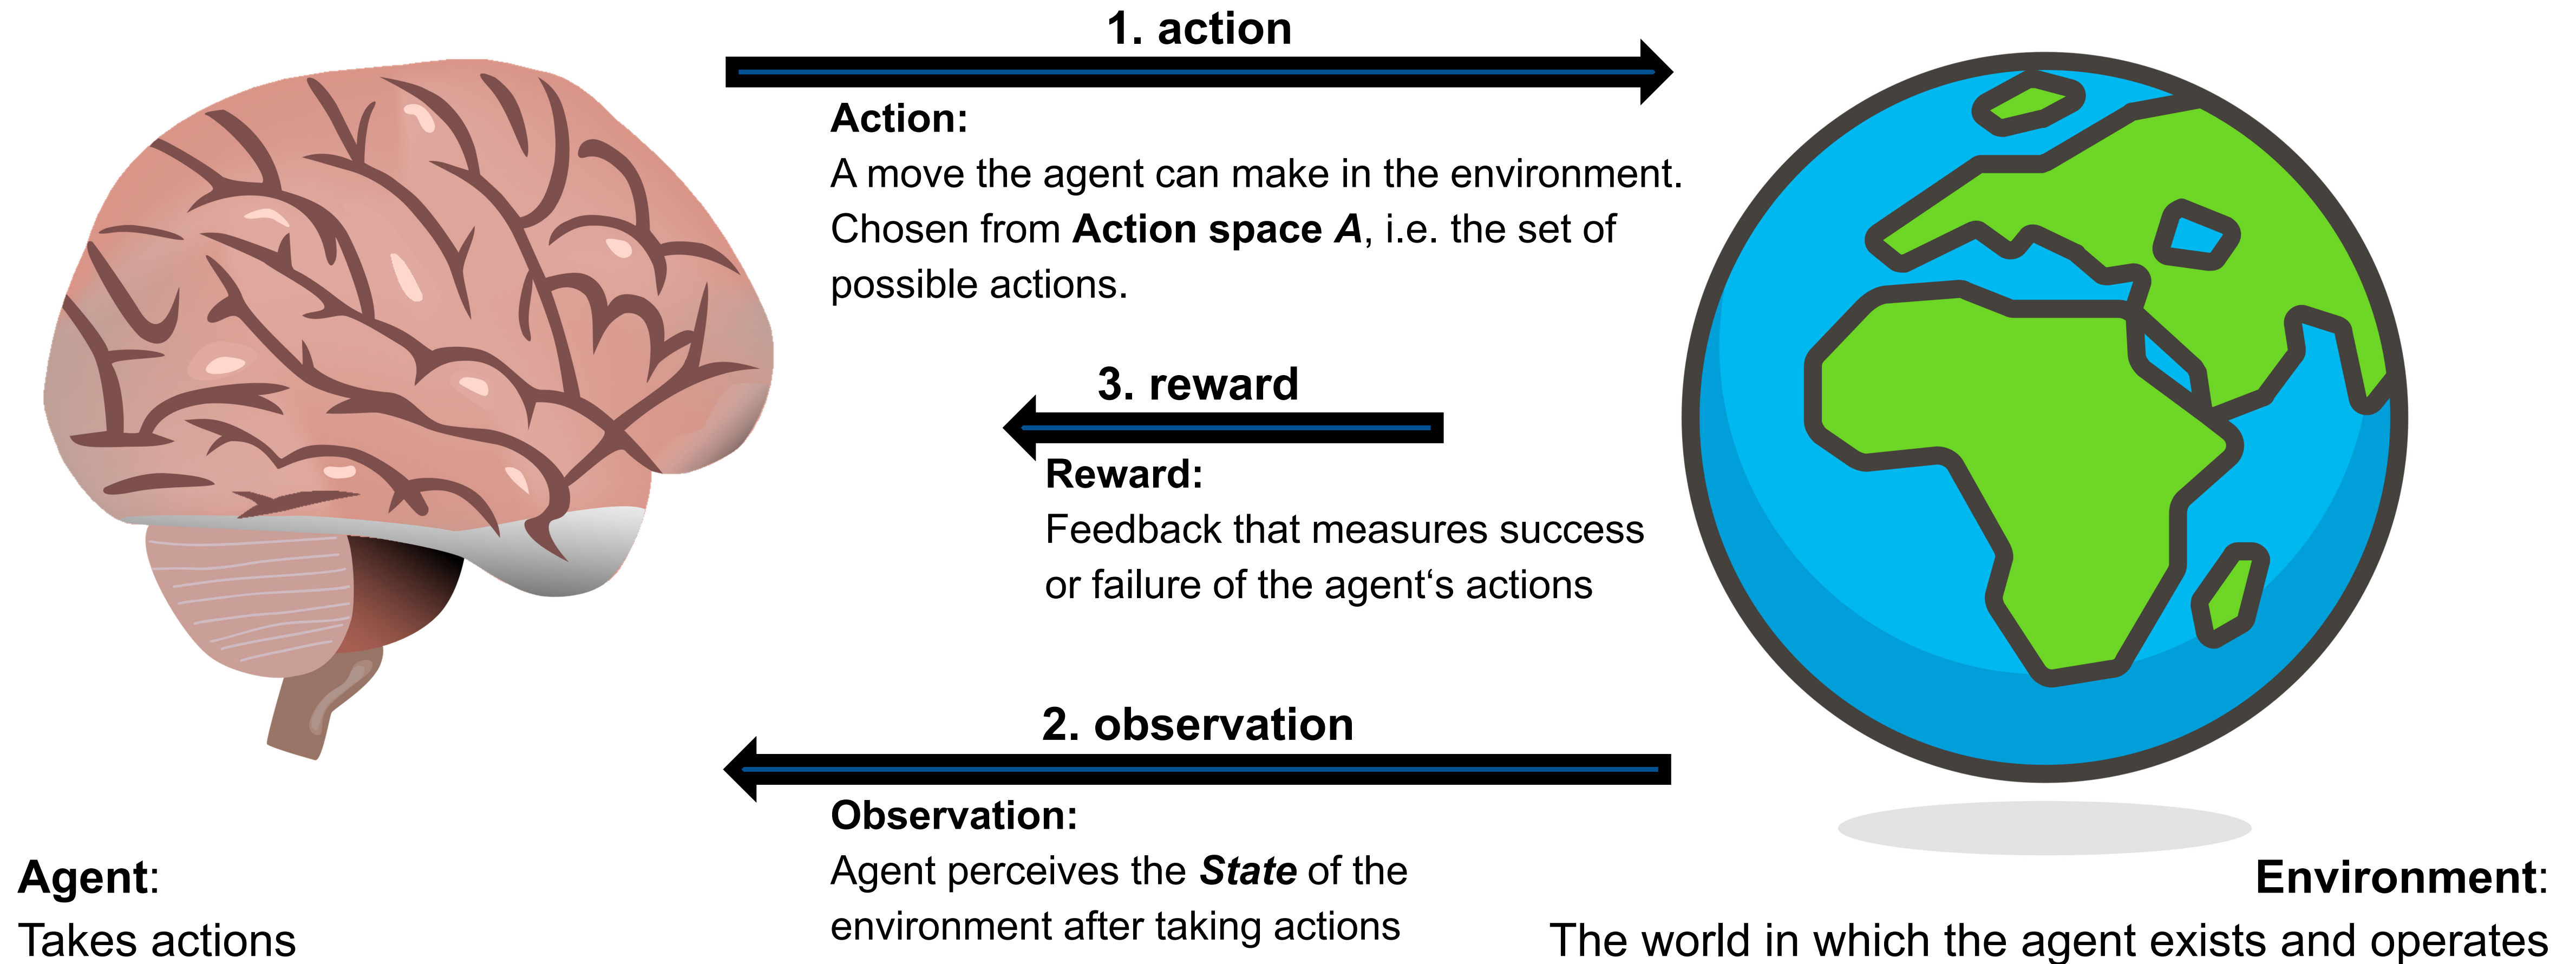 1. action
Action:
A move the agent can make in the environment.
Chosen from Action space A, i.e. the set of
possible actions.
3. reward
Reward:
Feedback that measures success
or failure of the agent‘s actions
2. observation
Observation:
Agent perceives the State of the
environment after taking actions
Agent:
Takes actions
Environment:
The world in which the agent exists and operates